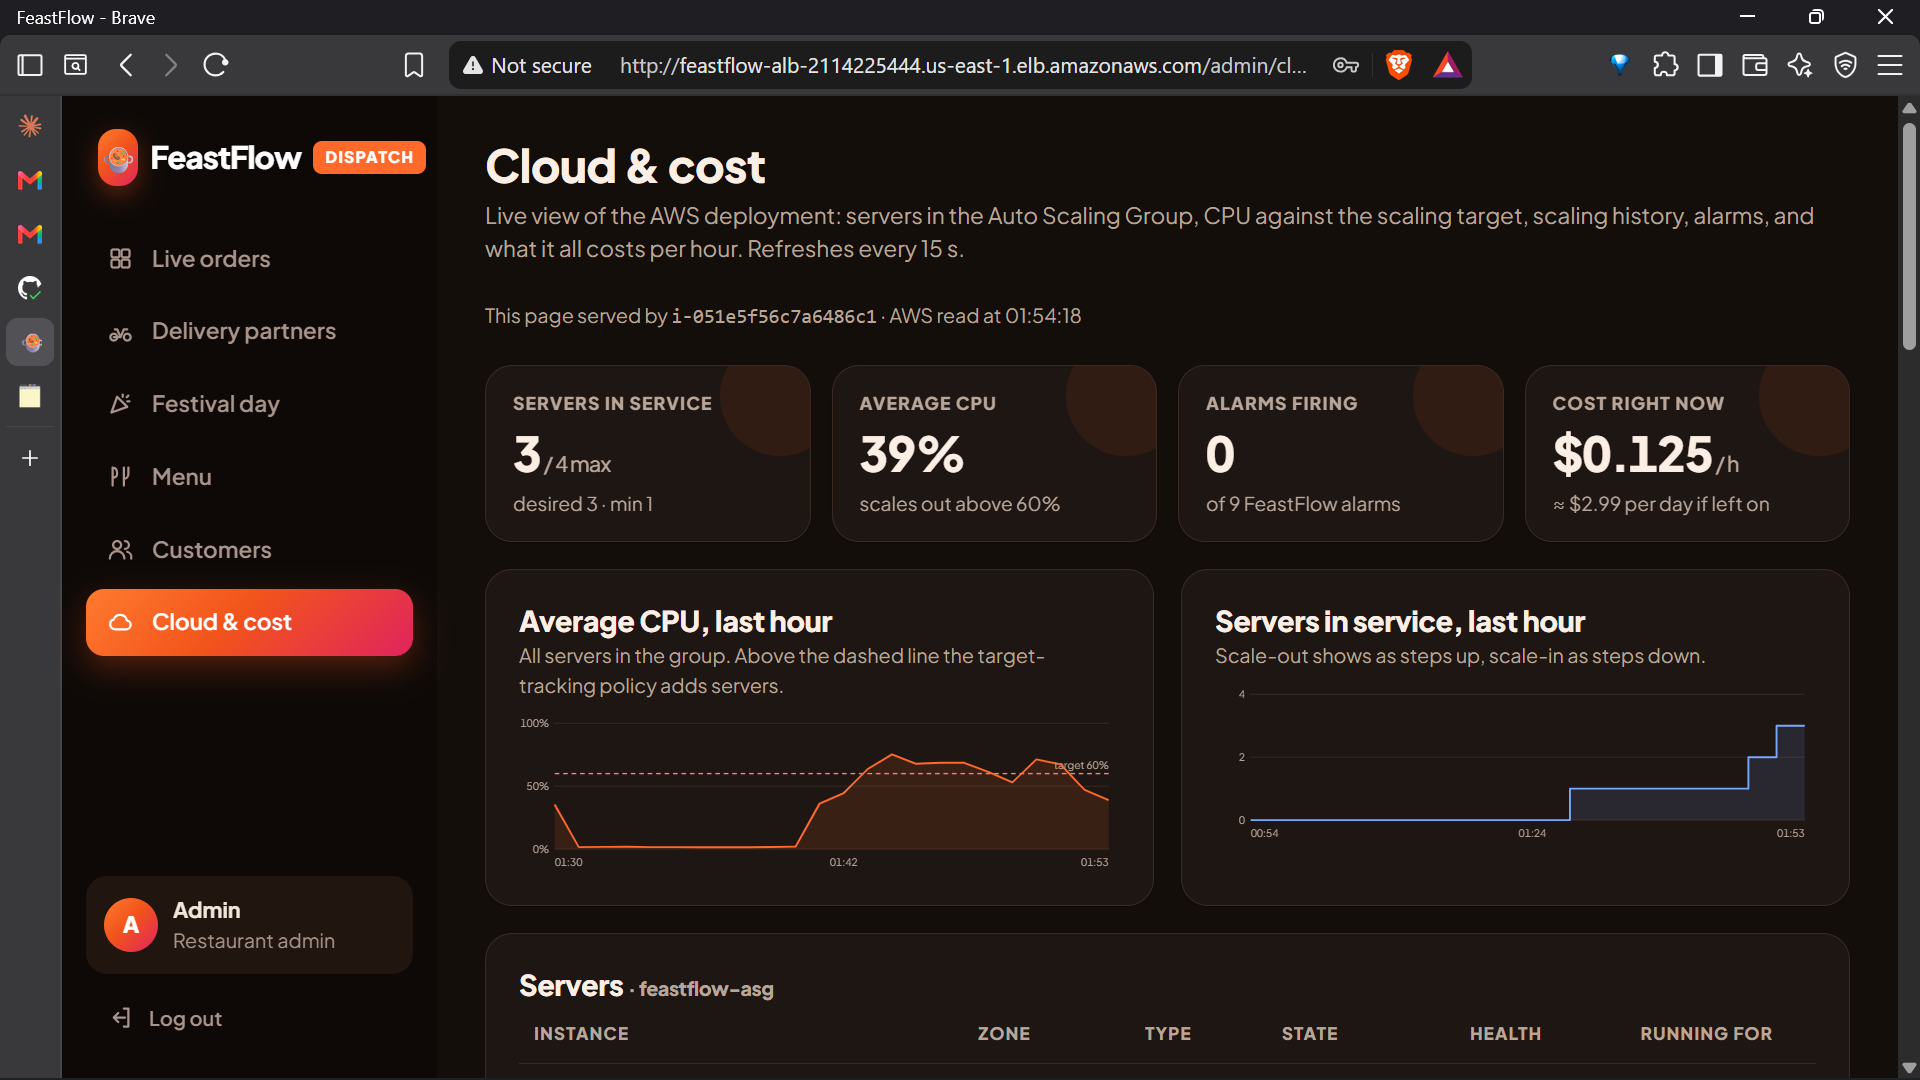 FeastFlow - Brave
Not secure
http://feastflow-alb-2114225444.us-east-1.elb.amazonaws.com/admin/cl...
FeastFlow DISPATCH
Live orders
Delivery partners
Festival day
Menu
Customers
Cloud & cost
A
Admin
Restaurant admin
Log out
Cloud & cost
Live view of the AWS deployment: servers in the Auto Scaling Group, CPU against the scaling target, scaling history, alarms, and
what it all costs per hour. Refreshes every 15 s.
This page served by i-051e5f56c7a6486c1 · AWS read at 01:54:18
SERVERS IN SERVICE
3 / 4 max
desired 3 · min 1
AVERAGE CPU
39%
scales out above 60%
ALARMS FIRING
0
of 9 FeastFlow alarms
COST RIGHT NOW
$0.125 / h
≈ $2.99 per day if left on
Average CPU, last hour
All servers in the group. Above the dashed line the target-
tracking policy adds servers.
100%
target 60%
50%
0%
01:30 01:42 01:53
Servers in service, last hour
Scale-out shows as steps up, scale-in as steps down.
4
2
0
00:54 01:24 01:53
Servers · feastflow-asg
INSTANCE ZONE TYPE STATE HEALTH RUNNING FOR